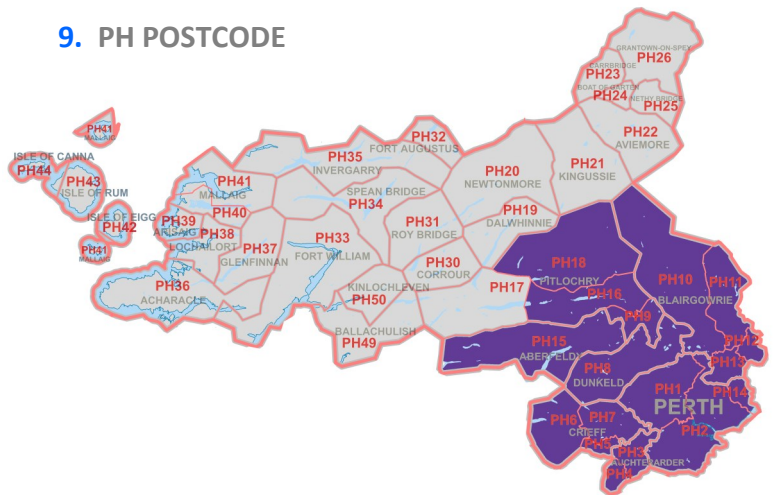 9. PH POSTCODE
GRANTOWN-ON-SPEY
PH26
CARRBRIDGE
PH23
BOAT OF GARTEN
PH24
NETHY BRIDGE
PH25
PH41
MALLAIG
PH32
FORT AUGUSTUS
PH22
AVIEMORE
ISLE OF CANNA
PH44
PH43
ISLE OF RUM
PH35
INVERGARRY
PH20
NEWTONMORE
PH21
KINGUSSIE
PH41
MALLAIG
SPEAN BRIDGE
PH34
ISLE OF EIGG
PH42
PH39
ARISAIG
PH40
PH38
LOCHAILORT
PH31
ROY BRIDGE
PH19
DALWHINNIE
PH41
MALLAIG
PH37
GLENFINNAN
PH33
FORT WILLIAM
PH30
CORROUR
PH18
PITLOCHRY
PH10
BLAIRGOWRIE
PH11
PH36
ACHARACLE
KINLOCHLEVEN
PH50
PH17
PH16
PH9
BALLACHULISH
PH49
PH15
ABERFELDY
PH12
PH13
PH8
DUNKELD
PH1
PERTH
PH14
PH6
PH7
CRIEFF
PH5
PH2
PH3
AUCHTERARDER
PH4